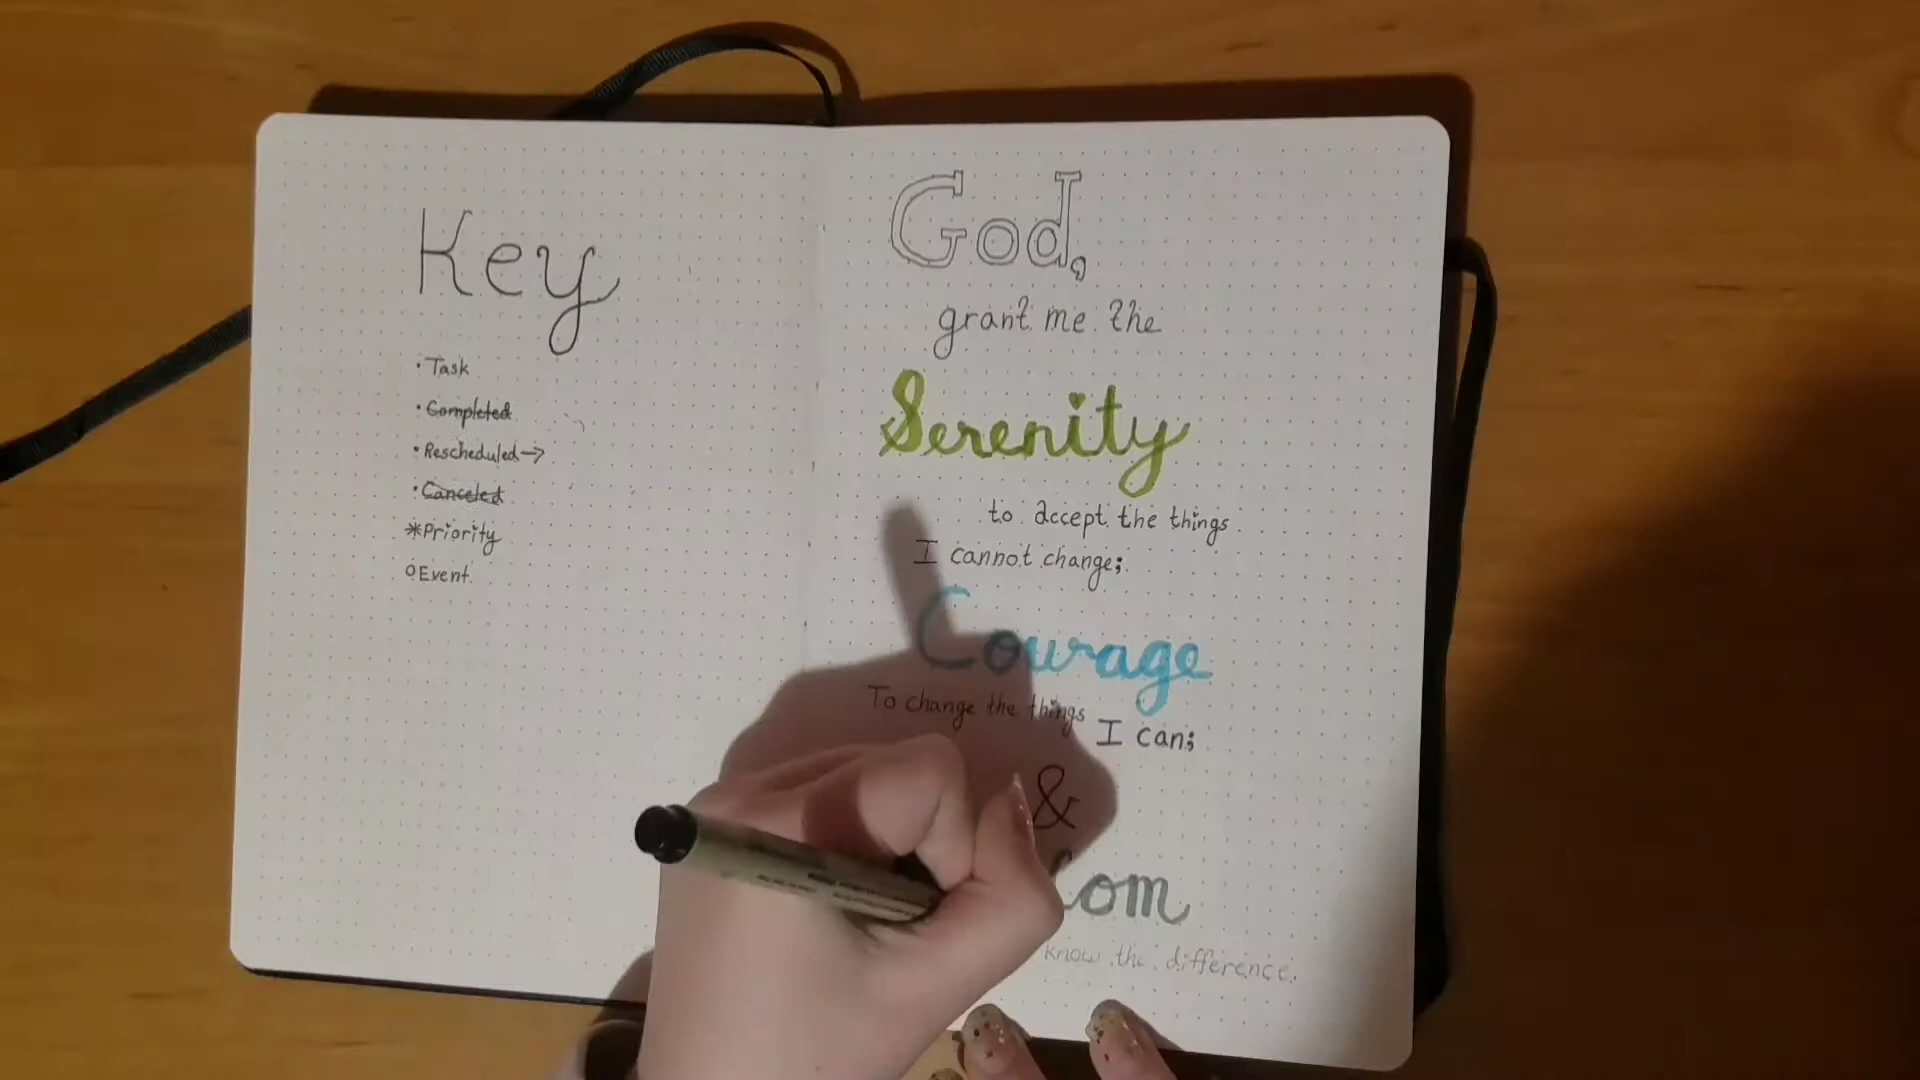 Key
· Task
· Completed
· Rescheduled→
· Canceled
*Priority
oEvent
God,
grant me the
Serenity
to accept the things
I cannot change;
Courage
To change the things
I can;
&
know the difference.